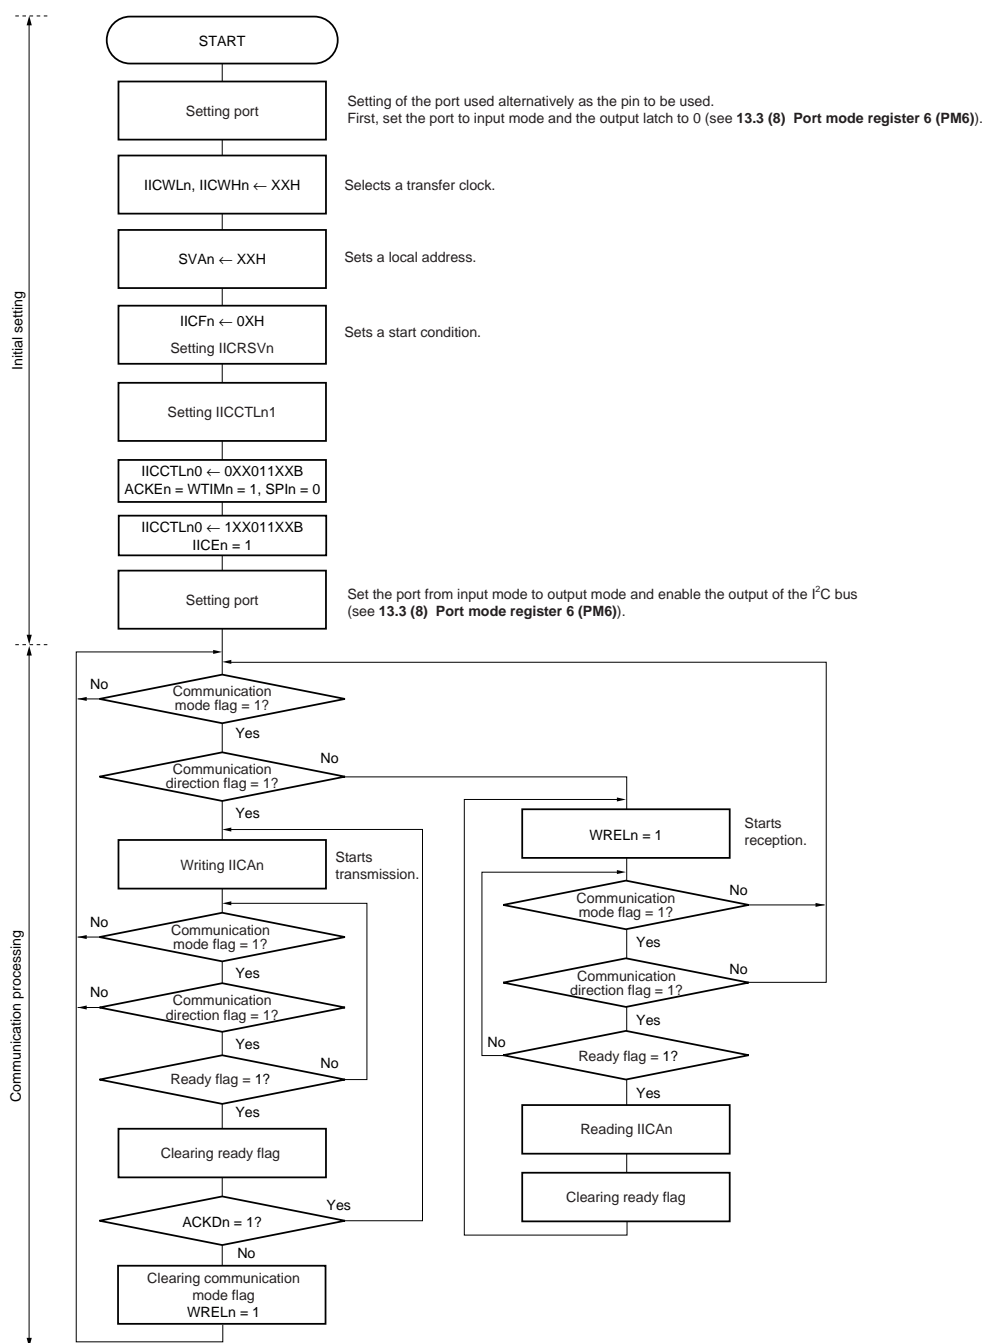 START
Setting port
Setting of the port used alternatively as the pin to be used.
First, set the port to input mode and the output latch to 0 (see 13.3 (8) Port mode register 6 (PM6)).
IICWLn, IICWHn ← XXH
Selects a transfer clock.
SVAn ← XXH
Sets a local address.
IICFn ← 0XH
Setting IICRSVn
Sets a start condition.
Initial setting
Setting IICCTLn1
IICCTLn0 ← 0XX011XXB
ACKEn = WTIMn = 1, SPIn = 0
IICCTLn0 ← 1XX011XXB
IICEn = 1
Setting port
Set the port from input mode to output mode and enable the output of the I²C bus
(see 13.3 (8) Port mode register 6 (PM6)).
Communication processing
No
Communication
mode flag = 1?
Yes
Communication
direction flag = 1?
No
Yes
Writing IICAn
Starts
transmission.
No
Communication
mode flag = 1?
Yes
No
Communication
direction flag = 1?
Yes
Ready flag = 1?
No
Yes
Clearing ready flag
ACKDn = 1?
Yes
No
Clearing communication
mode flag
WRELn = 1
WRELn = 1
Starts
reception.
Communication
mode flag = 1?
No
Yes
Communication
direction flag = 1?
No
Yes
No
Ready flag = 1?
Yes
Reading IICAn
Clearing ready flag